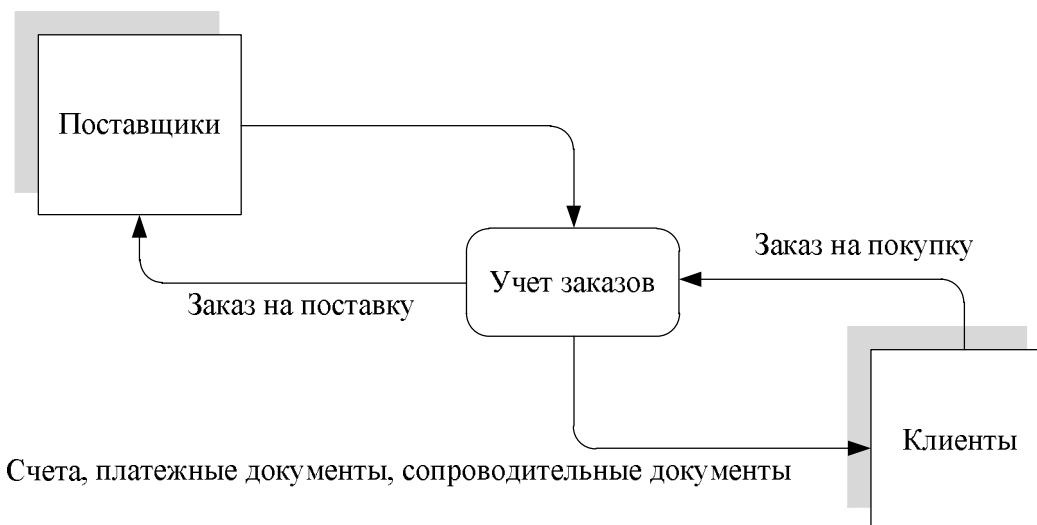 Поставщики
Заказ на покупку
Учет заказов
Заказ на поставку
Клиенты
Счета, платежные документы, сопроводительные документы